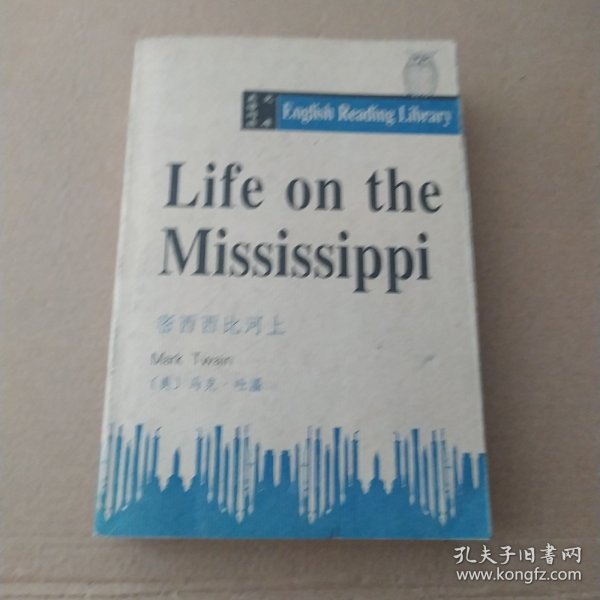 English Reading Library
Life on the
Mississippi
密西西比河上
Mark Twain
（美）马克·吐温
孔夫子旧书网
www.kongfz.com